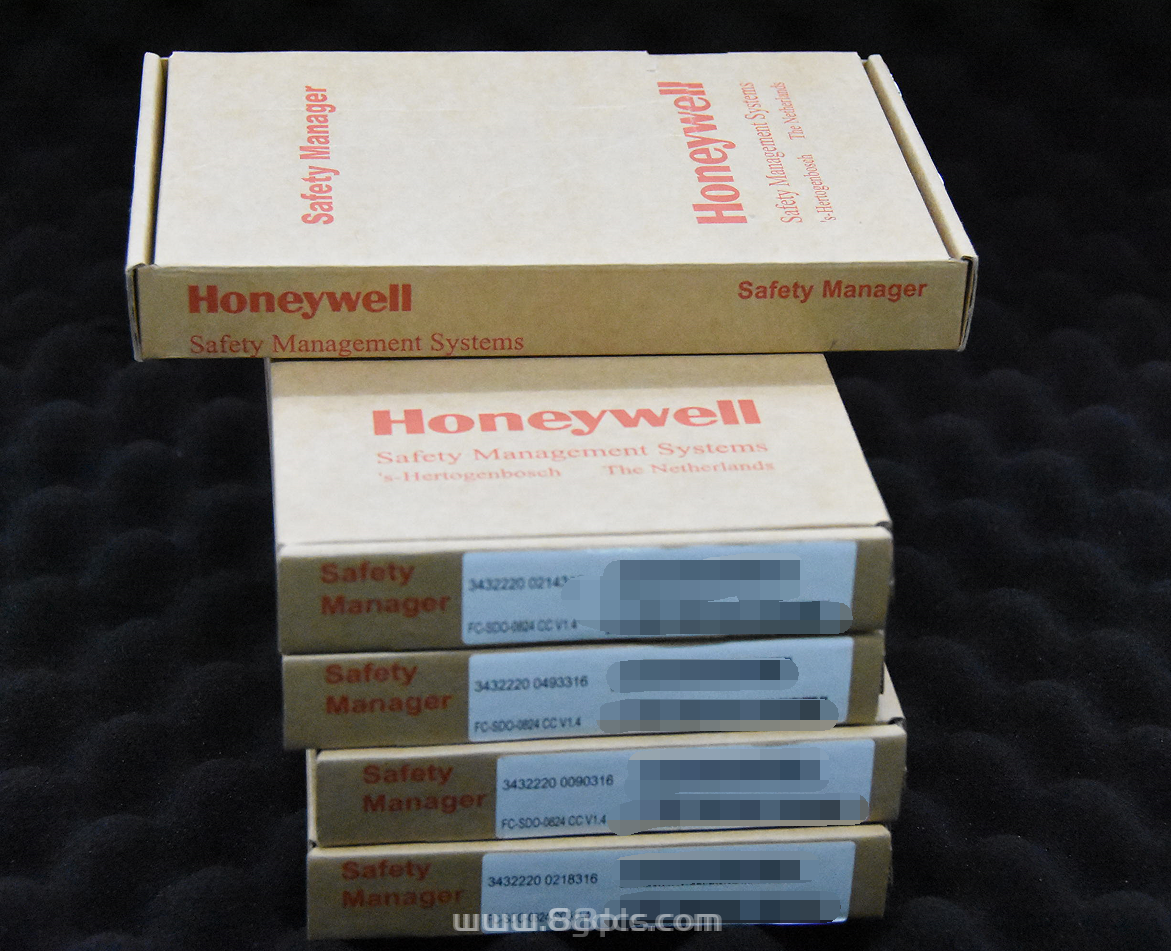 Safety Manager
Honeywell
Safety Management Systems
's-Hertogenbosch The Netherlands
Honeywell
Safety Manager
Safety Management Systems
Honeywell
Safety Management Systems
's-Hertogenbosch The Netherlands
Safety
Manager
3432220
FC-SDO-0824 CC V1.4
Safety
Manager
3432220 0493316
FC-SDO-0824 CC V1.4
Safety
Manager
3432220 0090316
FC-SDO-0824 CC V1.4
Safety
Manager
3432220 0218316